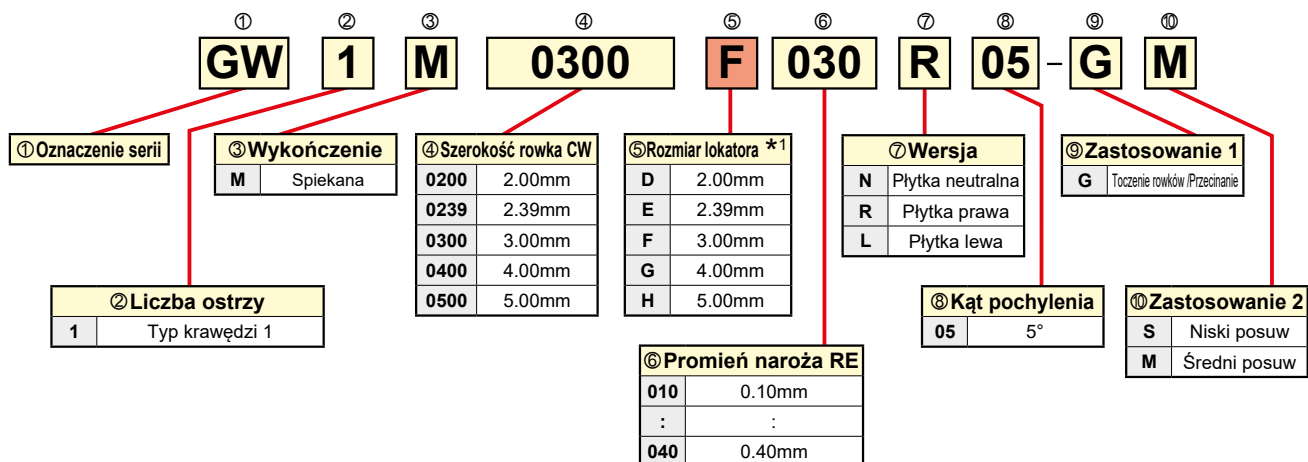 ① ② ③ ④ ⑤ ⑥ ⑦ ⑧ ⑨ ⑩
GW 1 M 0300 F 030 R 05 – G M
①Oznaczenie serii
②Liczba ostrzy
1 Typ krawędzi 1
③Wykończenie
M Spiekana
④Szerokość rowka CW
0200 2.00mm
0239 2.39mm
0300 3.00mm
0400 4.00mm
0500 5.00mm
⑤Rozmiar lokatora *1
D 2.00mm
E 2.39mm
F 3.00mm
G 4.00mm
H 5.00mm
⑥Promień naroża RE
010 0.10mm
: :
040 0.40mm
⑦Wersja
N Płytka neutralna
R Płytka prawa
L Płytka lewa
⑧Kąt pochylenia
05 5°
⑨Zastosowanie 1
G Toczenie rowków /Przecinanie
⑩Zastosowanie 2
S Niski posuw
M Średni posuw